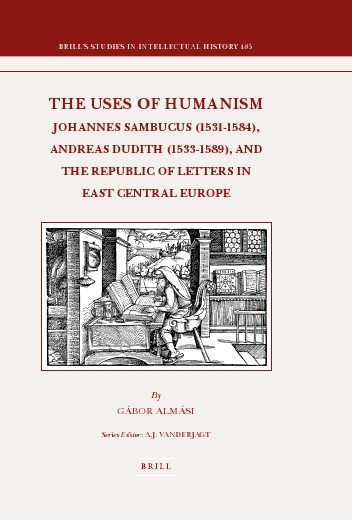 BRILL'S STUDIES IN INTELLECTUAL HISTORY 185
THE USES OF HUMANISM
JOHANNES SAMBUCUS (1531-1584),
ANDREAS DUDITH (1533-1589), AND
THE REPUBLIC OF LETTERS IN
EAST CENTRAL EUROPE
By
GÁBOR ALMÁSI
Series Editor: A.J. VANDERJAGT
BRILL